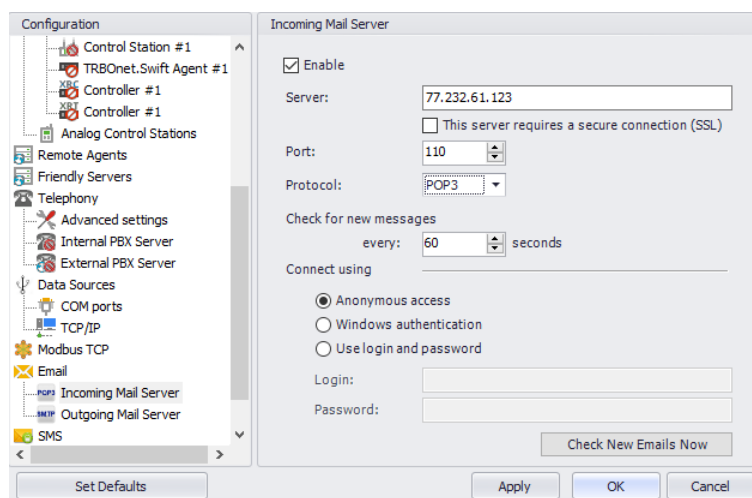 Configuration
Control Station #1
TRBOnet.Swift Agent #1
XRC
Controller #1
XRT
Controller #1
Analog Control Stations
Remote Agents
Friendly Servers
Telephony
Advanced settings
Internal PBX Server
External PBX Server
Data Sources
COM ports
TCP/IP
Modbus TCP
Email
POP3 Incoming Mail Server
SMTP Outgoing Mail Server
SMS
Set Defaults
Incoming Mail Server
Enable
Server: 77.232.61.123
This server requires a secure connection (SSL)
Port: 110
Protocol: POP3
Check for new messages
every: 60 seconds
Connect using
Anonymous access
Windows authentication
Use login and password
Login:
Password:
Check New Emails Now
Apply OK Cancel